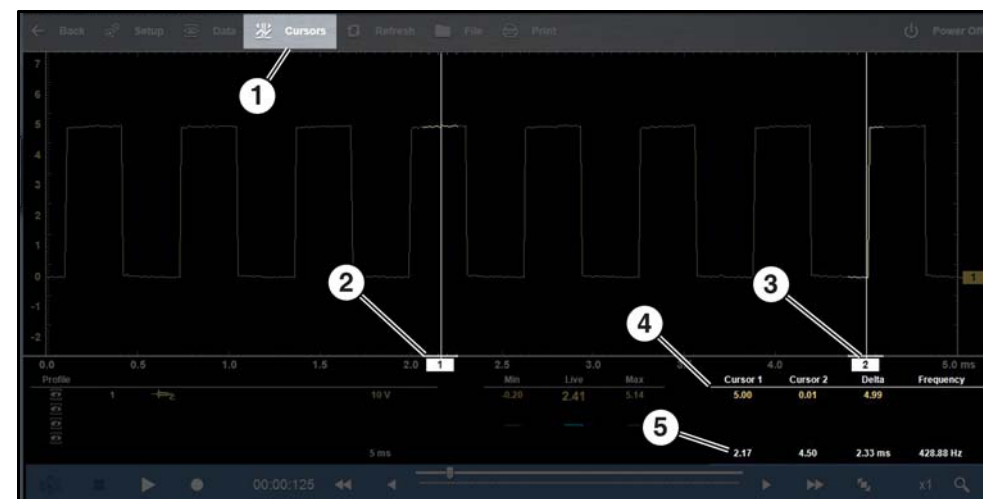 Back Setup Data Cursors Refresh File Print Power Off
1
7
6
5
4
3
2
1
0
-1
-2
2
3
1
4
0.0 0.5 1.0 1.5 2.0 1 2.5 3.0 4.0 2 5.0 ms
Profile Min Live Max Cursor 1 Cursor 2 Delta Frequency
1 10 V -0.20 2.41 5.14 5.00 0.01 4.99
5
5 ms 2.17 4.50 2.33 ms 428.88 Hz
00:00:125 x1